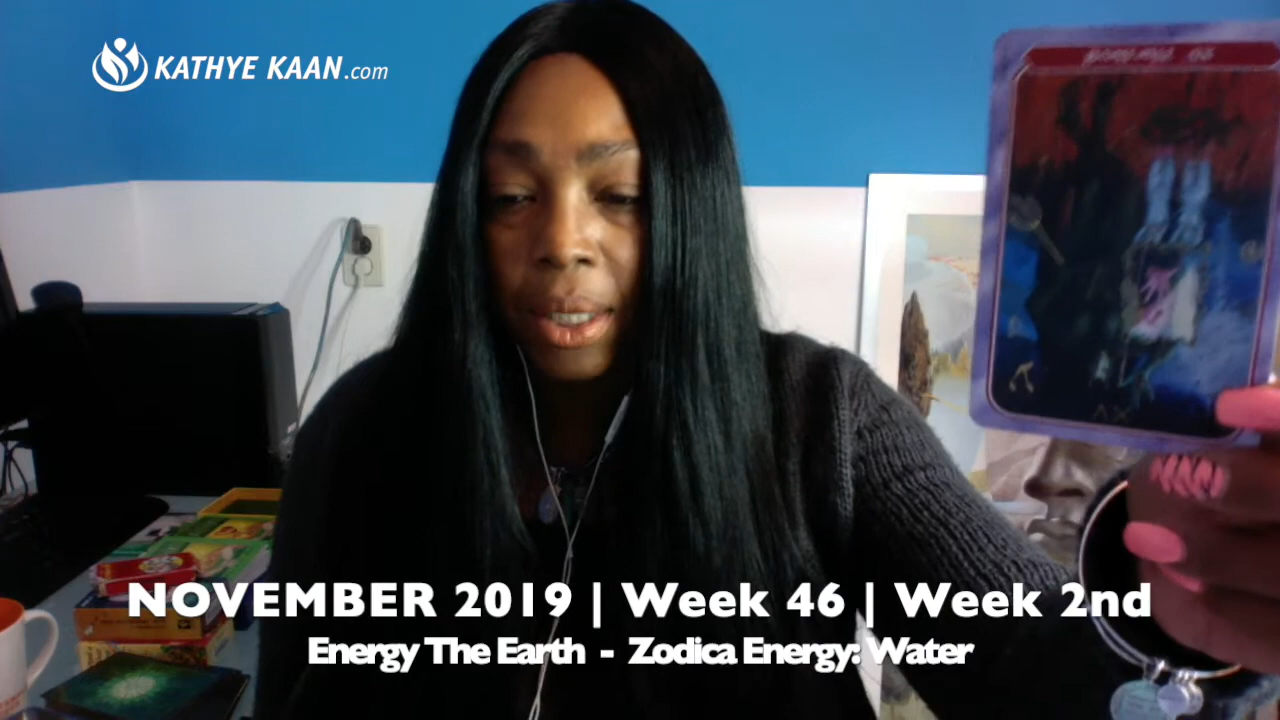 KATHYE KAAN.com
NOVEMBER 2019 | Week 46 | Week 2nd
Energy The Earth - Zodica Energy: Water